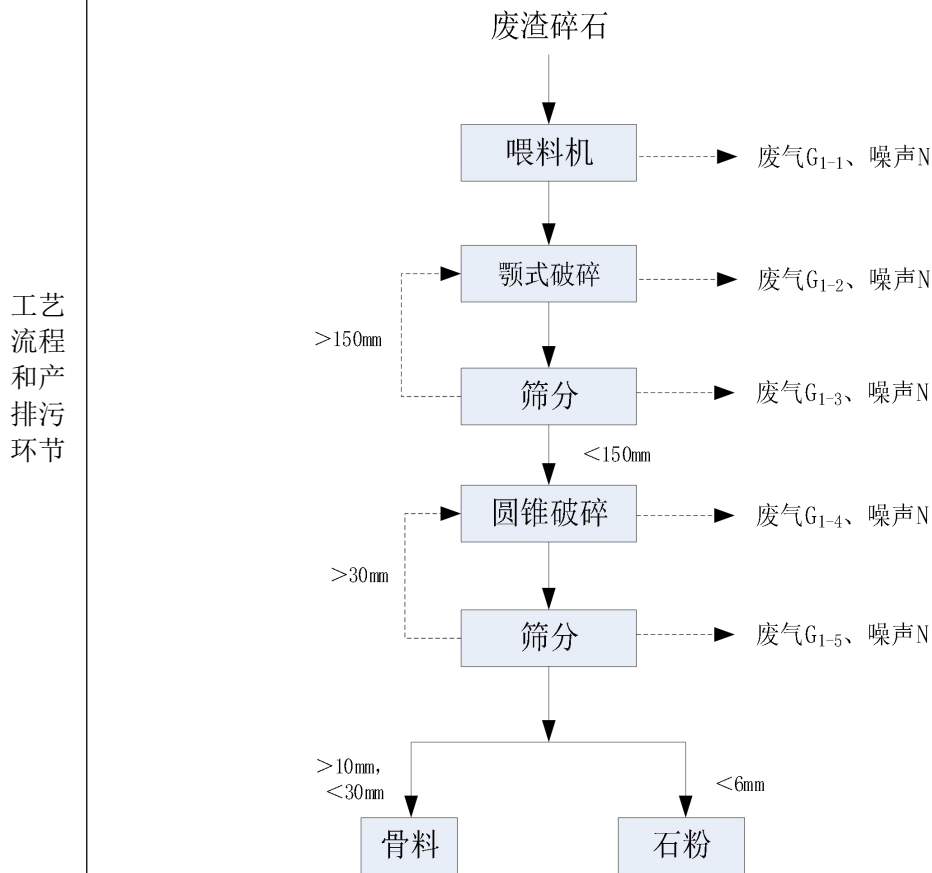 工艺
流程
和产
排污
环节
废渣碎石
喂料机
废气G1-1、噪声N
颚式破碎
废气G1-2、噪声N
>150mm
筛分
废气G1-3、噪声N
<150mm
圆锥破碎
废气G1-4、噪声N
>30mm
筛分
废气G1-5、噪声N
>10mm,
<30mm
<6mm
骨料
石粉